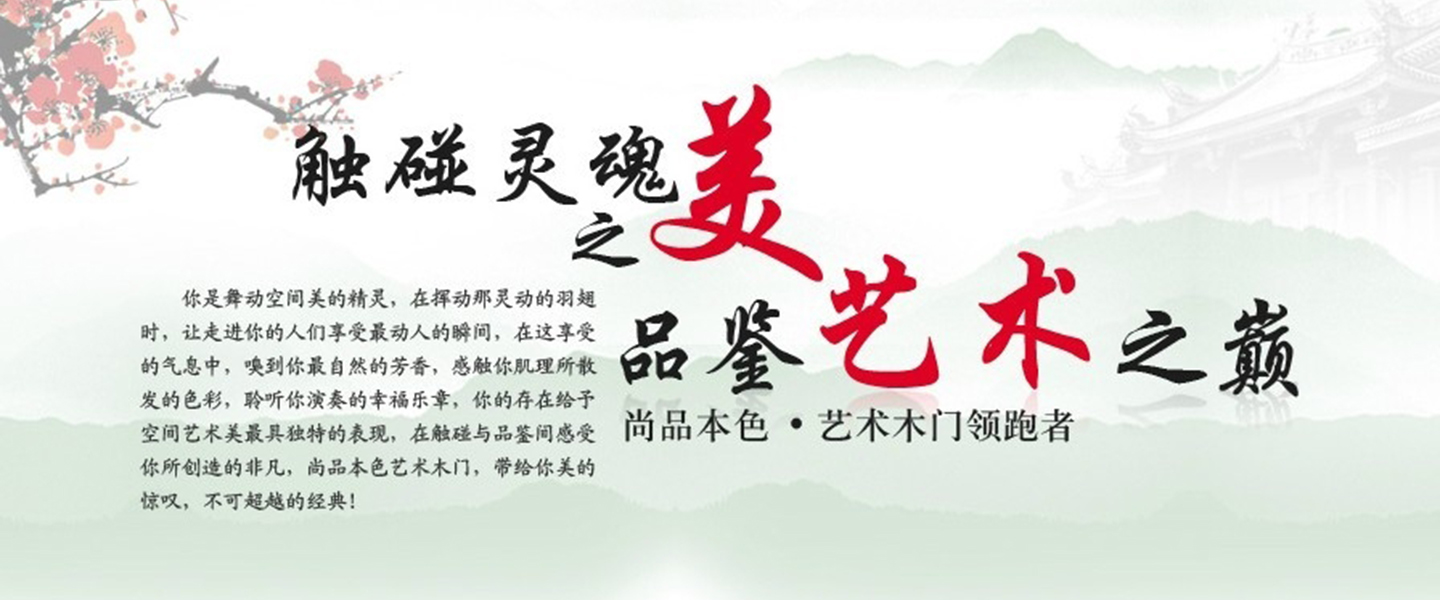 触碰灵魂
之美
品鉴艺术之巅
尚品本色·艺术木门领跑者
你是舞动空间美的精灵，在挥动那灵动的羽翅
时，让走进你的人们享受最动人的瞬间，在这享受
的气息中，嗅到你最自然的芳香，感触你肌理所散
发的色彩，聆听你演奏的幸福乐章，你的存在给予
空间艺术美最具独特的表现，在触碰与品鉴间感受
你所创造的非凡，尚品本色艺术木门，带给你美的
惊叹，不可超越的经典！